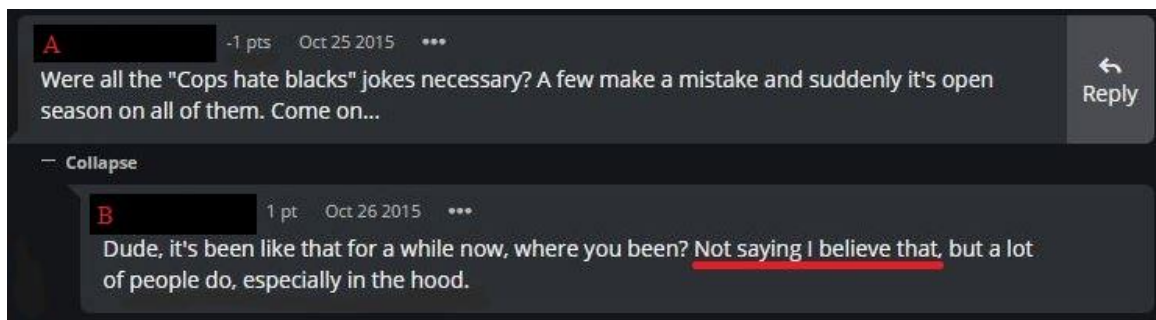 A -1 pts Oct 25 2015 •••
Were all the "Cops hate blacks" jokes necessary? A few make a mistake and suddenly it's open
season on all of them. Come on...
Reply
— Collapse
B 1 pt Oct 26 2015 •••
Dude, it's been like that for a while now, where you been? Not saying I believe that, but a lot
of people do, especially in the hood.